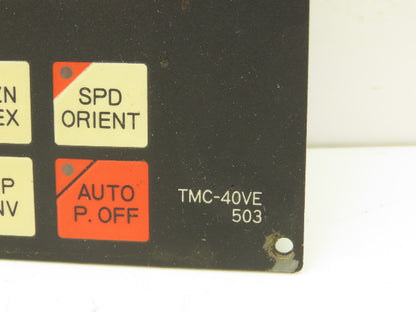 SPD
ORIENT
AUTO
P. OFF
TMC-40VE
503